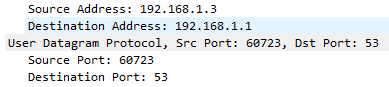 Source Address: 192.168.1.3
Destination Address: 192.168.1.1
User Datagram Protocol, Src Port: 60723, Dst Port: 53
Source Port: 60723
Destination Port: 53